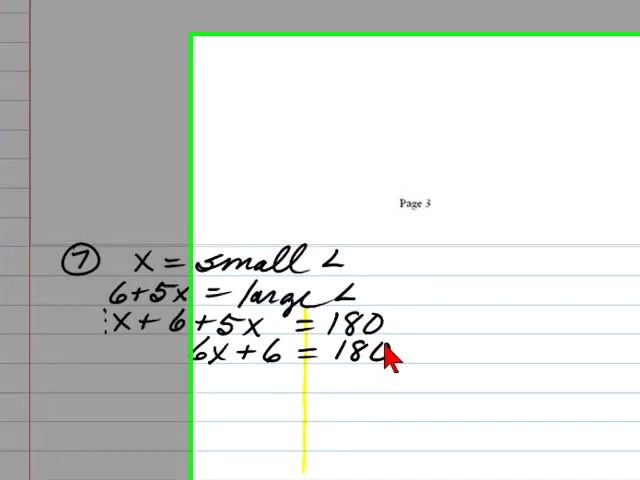 Page 3
⑦ x = small ∠
6+5x = large ∠
x + 6 + 5x = 180
6x + 6 = 180